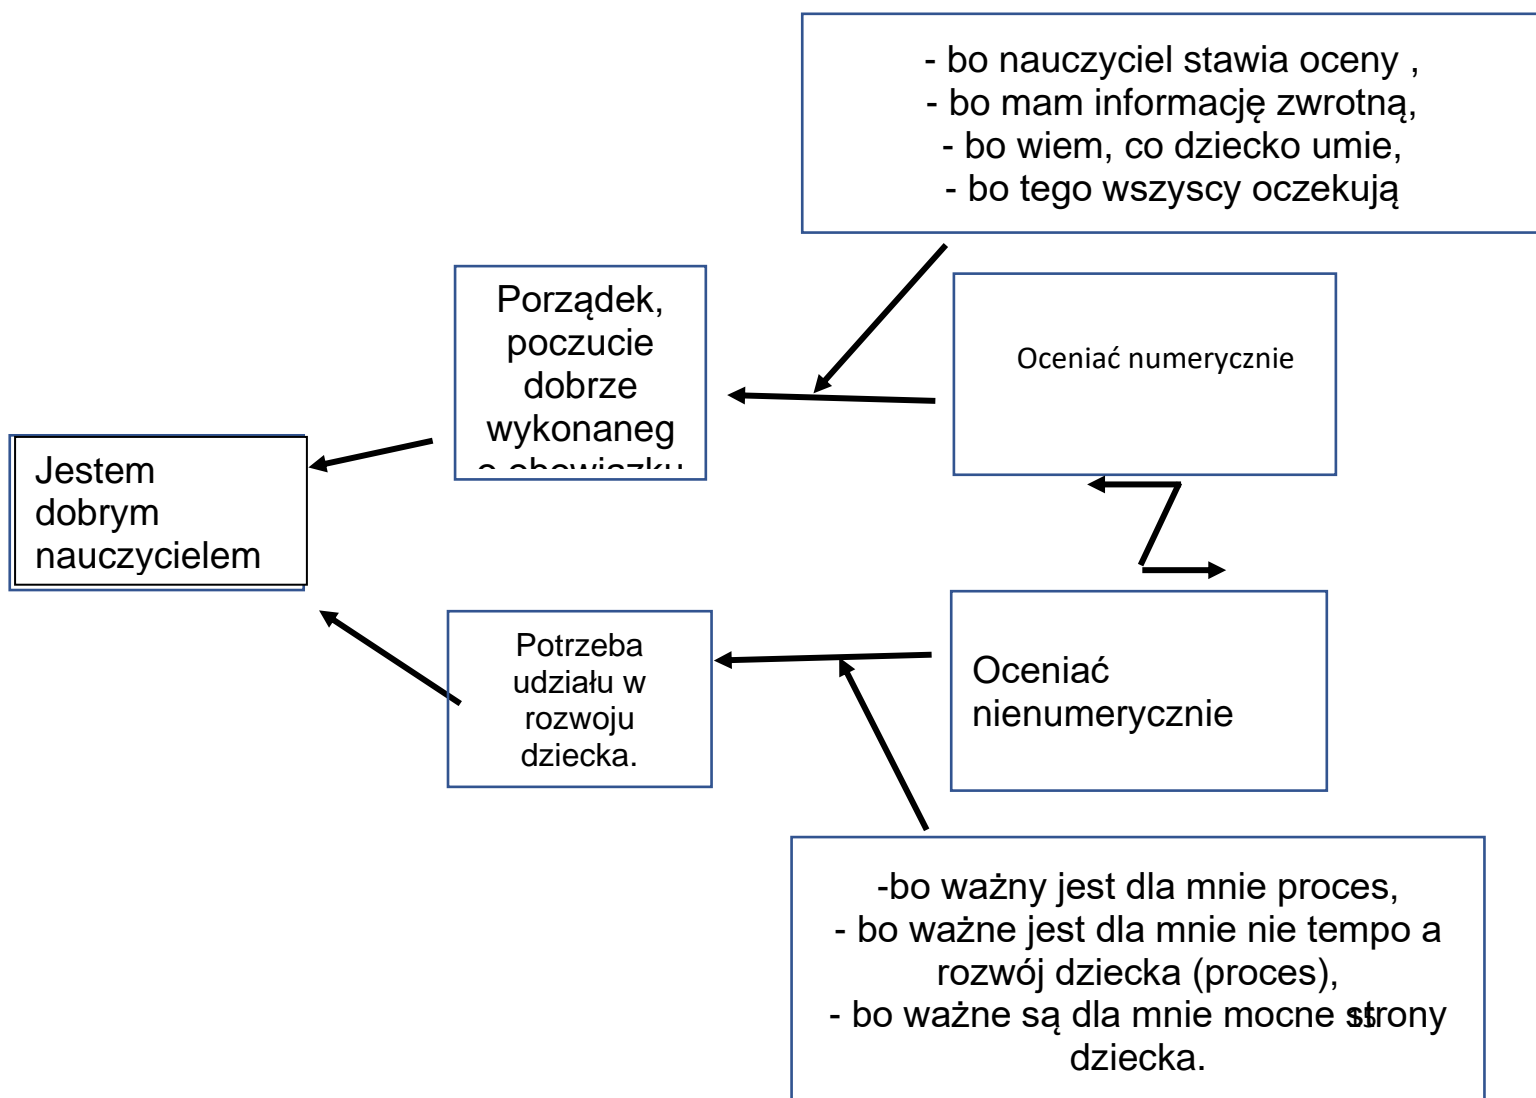 - bo nauczyciel stawia oceny ,
- bo mam informację zwrotną,
- bo wiem, co dziecko umie,
- bo tego wszyscy oczekują
Porządek,
poczucie
dobrze
wykonaneg
o obowiązku
Oceniać numerycznie
Jestem
dobrym
nauczycielem
Potrzeba
udziału w
rozwoju
dziecka.
Oceniać
nienumerycznie
-bo ważny jest dla mnie proces,
- bo ważne jest dla mnie nie tempo a
rozwój dziecka (proces),
- bo ważne są dla mnie mocne strony
dziecka.
15